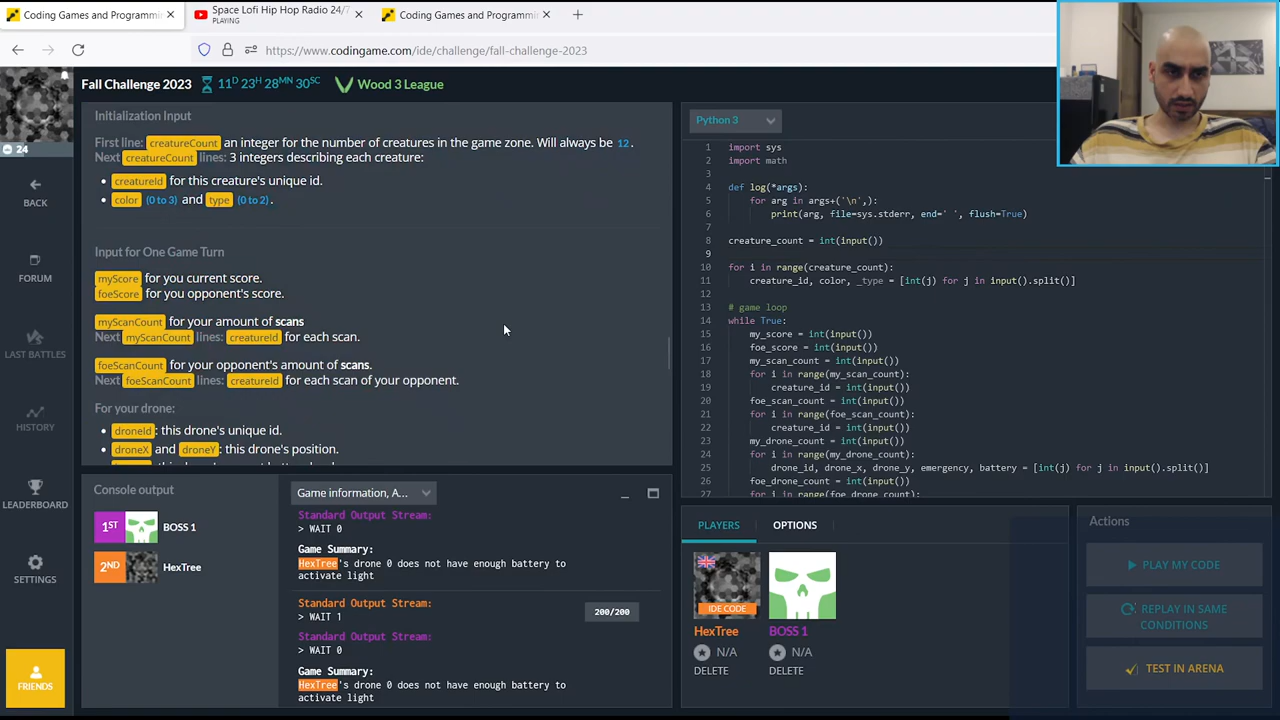 Coding Games and Programmi
Space Lofi Hip Hop Radio 24/7
PLAYING
Coding Games and Programmin
https://www.codingame.com/ide/challenge/fall-challenge-2023
Fall Challenge 2023
11D 23H 28MN 30SC
Wood 3 League
24
BACK
FORUM
LAST BATTLES
HISTORY
LEADERBOARD
SETTINGS
FRIENDS
Initialization Input
First line: creatureCount an integer for the number of creatures in the game zone. Will always be 12.
Next creatureCount lines: 3 integers describing each creature:
• creatureId for this creature's unique id.
• color (0 to 3) and type (0 to 2).
Input for One Game Turn
myScore for you current score.
foeScore for you opponent's score.
myScanCount for your amount of scans
Next myScanCount lines: creatureId for each scan.
foeScanCount for your opponent's amount of scans.
Next foeScanCount lines: creatureId for each scan of your opponent.
For your drone:
• droneId: this drone's unique id.
• droneX and droneY: this drone's position.
Console output
1ST BOSS 1
2ND HexTree
Game information, A...
Standard Output Stream:
> WAIT 0
Game Summary:
HexTree's drone 0 does not have enough battery to
activate light
Standard Output Stream:
200/200
> WAIT 1
Standard Output Stream:
> WAIT 0
Game Summary:
HexTree's drone 0 does not have enough battery to
activate light
Python 3
1 import sys
2 import math
3
4 def log(*args):
5 for arg in args+('\n',):
6 print(arg, file=sys.stderr, end=' ', flush=True)
7
8 creature_count = int(input())
9
10 for i in range(creature_count):
11 creature_id, color, _type = [int(j) for j in input().split()]
12
13 # game loop
14 while True:
15 my_score = int(input())
16 foe_score = int(input())
17 my_scan_count = int(input())
18 for i in range(my_scan_count):
19 creature_id = int(input())
20 foe_scan_count = int(input())
21 for i in range(foe_scan_count):
22 creature_id = int(input())
23 my_drone_count = int(input())
24 for i in range(my_drone_count):
25 drone_id, drone_x, drone_y, emergency, battery = [int(j) for j in input().split()]
26 foe_drone_count = int(input())
27 for i in range(foe_drone_count):
PLAYERS
OPTIONS
IDE CODE
HexTree
N/A
DELETE
BOSS 1
N/A
DELETE
Actions
PLAY MY CODE
REPLAY IN SAME
CONDITIONS
TEST IN ARENA